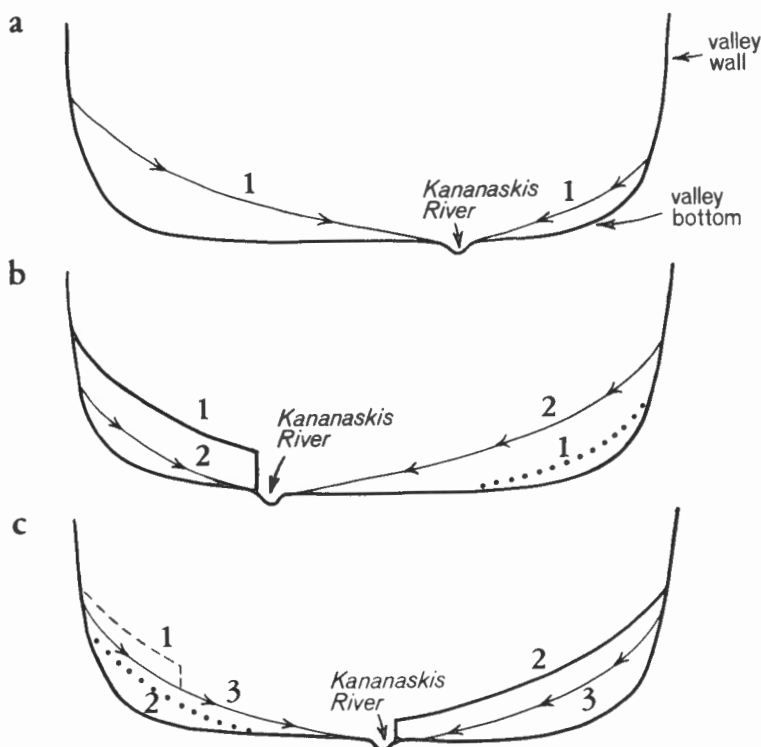 a
valley
wall
1
1
Kananaskis
River
valley
bottom
b
1
2
Kananaskis
River
2
1
c
1
2
3
Kananaskis
River
2
3